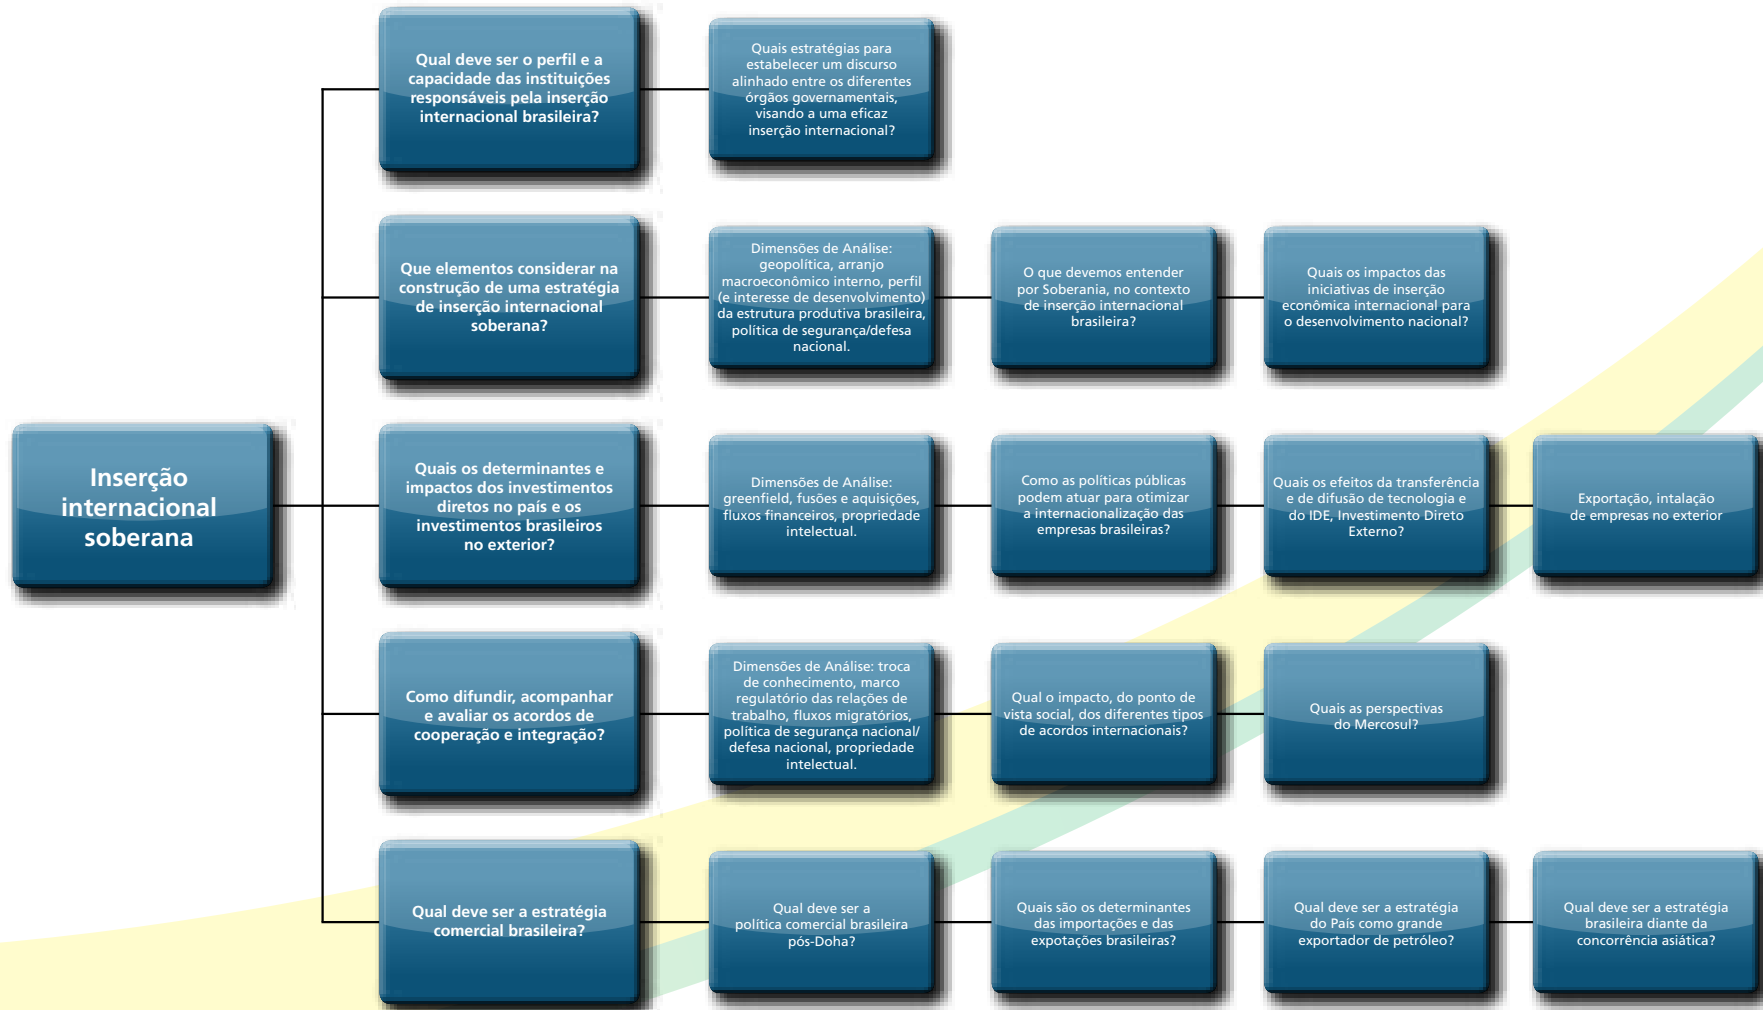 Inserção
internacional
soberana
Qual deve ser o perfil e a
capacidade das instituições
responsáveis pela inserção
internacional brasileira?
Quais estratégias para
estabelecer um discurso
alinhado entre os diferentes
órgãos governamentais,
visando a uma eficaz
inserção internacional?
Que elementos considerar na
construção de uma estratégia
de inserção internacional
soberana?
Dimensões de Análise:
geopolítica, arranjo
macroeconômico interno, perfil
(e interesse de desenvolvimento)
da estrutura produtiva brasileira,
política de segurança/defesa
nacional.
O que devemos entender
por Soberania, no contexto
de inserção internacional
brasileira?
Quais os impactos das
iniciativas de inserção
econômica internacional para
o desenvolvimento nacional?
Quais os determinantes e
impactos dos investimentos
diretos no país e os
investimentos brasileiros
no exterior?
Dimensões de Análise:
greenfield, fusões e aquisições,
fluxos financeiros, propriedade
intelectual.
Como as políticas públicas
podem atuar para otimizar
a internacionalização das
empresas brasileiras?
Quais os efeitos da transferência
e de difusão de tecnologia e
do IDE, Investimento Direto
Externo?
Exportação, intalação
de empresas no exterior
Como difundir, acompanhar
e avaliar os acordos de
cooperação e integração?
Dimensões de Análise: troca
de conhecimento, marco
regulatório das relações de
trabalho, fluxos migratórios,
política de segurança nacional/
defesa nacional, propriedade
intelectual.
Qual o impacto, do ponto de
vista social, dos diferentes tipos
de acordos internacionais?
Quais as perspectivas
do Mercosul?
Qual deve ser a estratégia
comercial brasileira?
Qual deve ser a
política comercial brasileira
pós-Doha?
Quais são os determinantes
das importações e das
expotações brasileiras?
Qual deve ser a estratégia
do País como grande
exportador de petróleo?
Qual deve ser a estratégia
brasileira diante da
concorrência asiática?